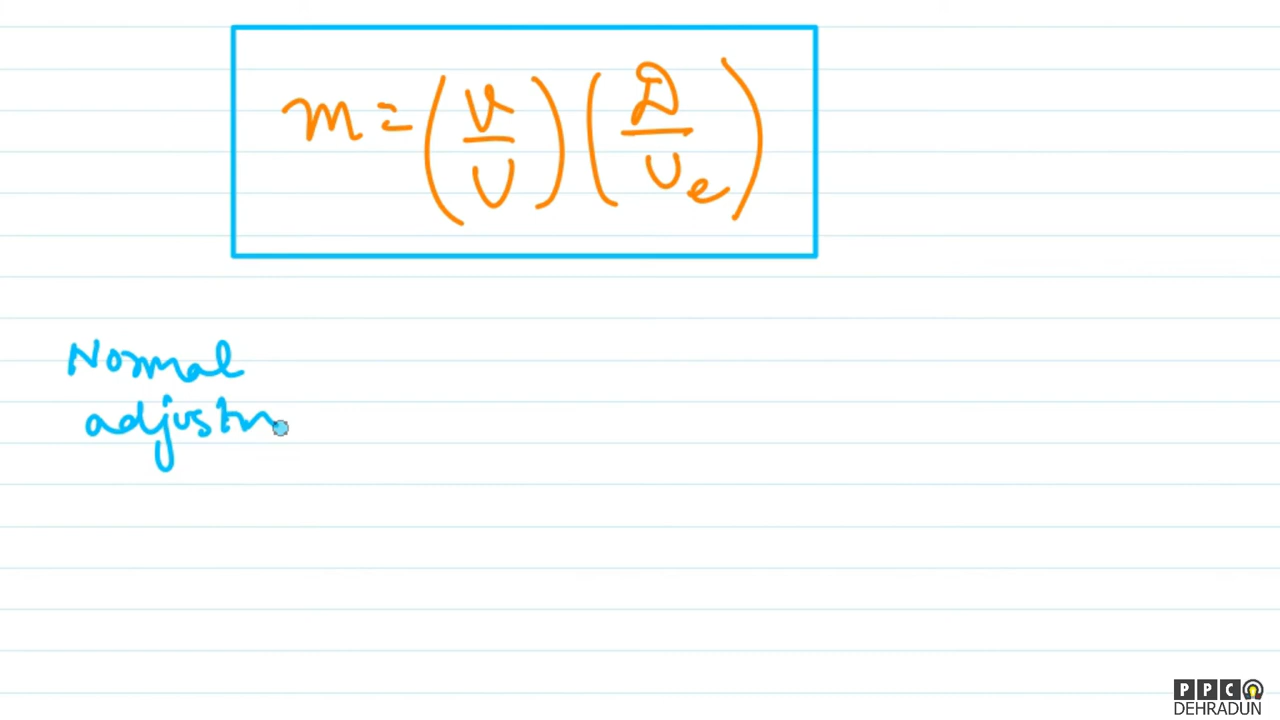 m = (v/u) (D/u_e)
Normal
adjustm
PPC
DEHRADUN